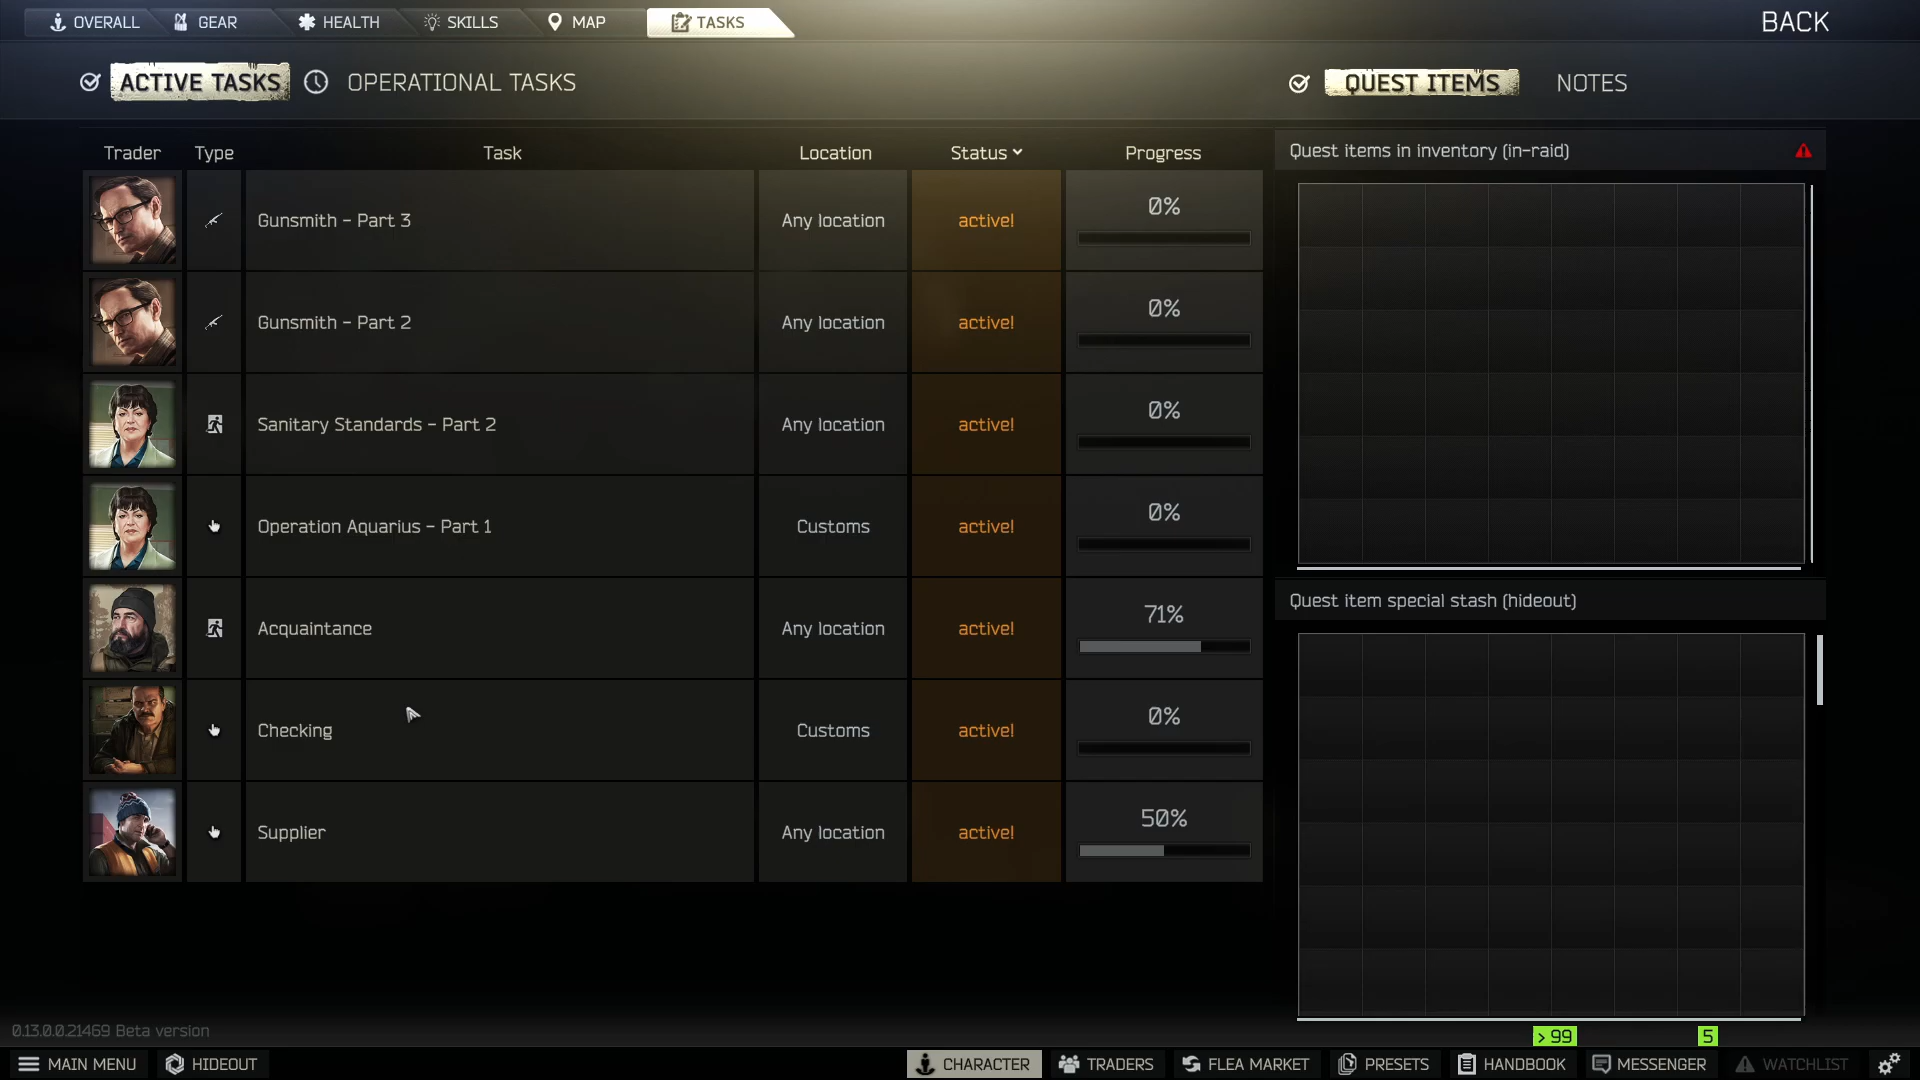 OVERALL GEAR HEALTH SKILLS MAP TASKS BACK
ACTIVE TASKS OPERATIONAL TASKS QUEST ITEMS NOTES
Trader Type Task Location Status Progress
Quest items in inventory (in-raid)
Gunsmith - Part 3 Any location active! 0%
Gunsmith - Part 2 Any location active! 0%
Sanitary Standards - Part 2 Any location active! 0%
Operation Aquarius - Part 1 Customs active! 0%
Quest item special stash (hideout)
Acquaintance Any location active! 71%
Checking Customs active! 0%
Supplier Any location active! 50%
0.13.0.0.21469 Beta version
> 99 5
MAIN MENU HIDEOUT CHARACTER TRADERS FLEA MARKET PRESETS HANDBOOK MESSENGER WATCHLIST